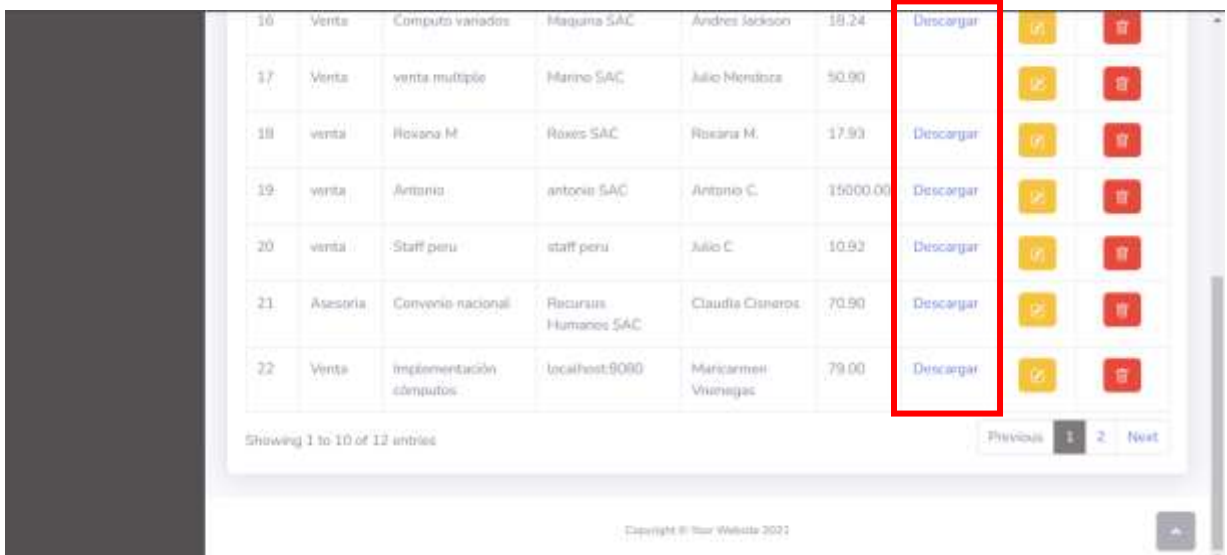 16 Venta Computo variados Maquina SAC Andres Jackson 18.24 Descargar
17 Venta venta multiple Marino SAC Julio Mendoza 50.90
18 venta Roxana M Roxes SAC Roxana M. 17.93 Descargar
19 venta Antonio antonio SAC Antonio C. 15000.00 Descargar
20 venta Staff peru staff peru Julio C 10.92 Descargar
21 Asesoria Convenio nacional Recursos Claudia Cisneros 70.90 Descargar
Humanos SAC
22 Venta Implementación localhost:9080 Maricarmen 79.00 Descargar
cómputos
Showing 1 to 10 of 12 entries Previous 1 2 Next
Copyright © Your Website 2021